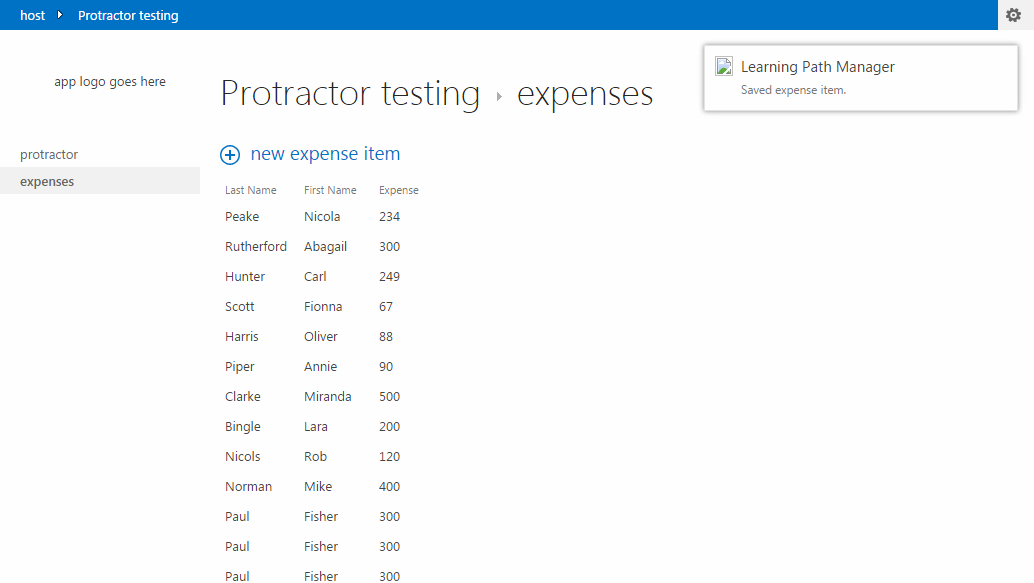 host Protractor testing
Learning Path Manager
Saved expense item.
app logo goes here
Protractor testing expenses
protractor
expenses
new expense item
Last Name First Name Expense
Peake Nicola 234
Rutherford Abagail 300
Hunter Carl 249
Scott Fionna 67
Harris Oliver 88
Piper Annie 90
Clarke Miranda 500
Bingle Lara 200
Nicols Rob 120
Norman Mike 400
Paul Fisher 300
Paul Fisher 300
Paul Fisher 300